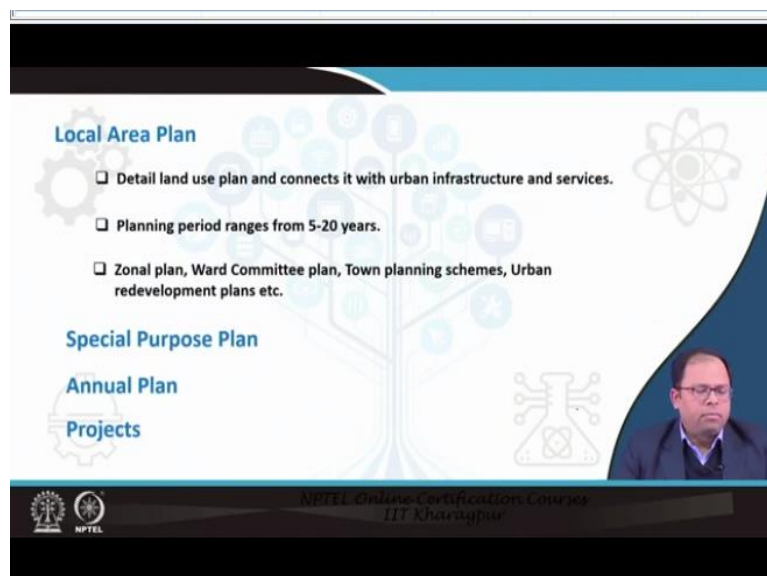 Local Area Plan
❑ Detail land use plan and connects it with urban infrastructure and services.
❑ Planning period ranges from 5-20 years.
❑ Zonal plan, Ward Committee plan, Town planning schemes, Urban
redevelopment plans etc.
Special Purpose Plan
Annual Plan
Projects
NPTEL Online Certification Courses
IIT Kharagpur
NPTEL